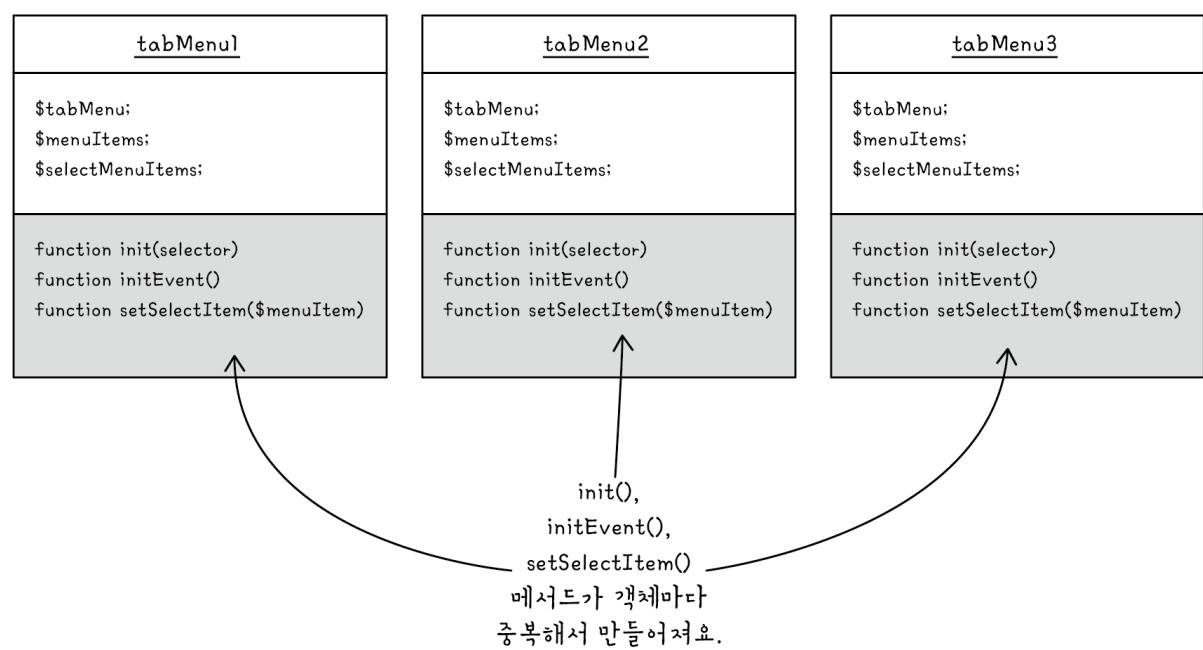 tabMenu1
$tabMenu;
$menuItems;
$selectMenuItems;
function init(selector)
function initEvent()
function setSelectItem($menuItem)
tabMenu2
$tabMenu;
$menuItems;
$selectMenuItems;
function init(selector)
function initEvent()
function setSelectItem($menuItem)
tabMenu3
$tabMenu;
$menuItems;
$selectMenuItems;
function init(selector)
function initEvent()
function setSelectItem($menuItem)
init(),
initEvent(),
setSelectItem()
메서드가 객체마다
중복해서 만들어져요.